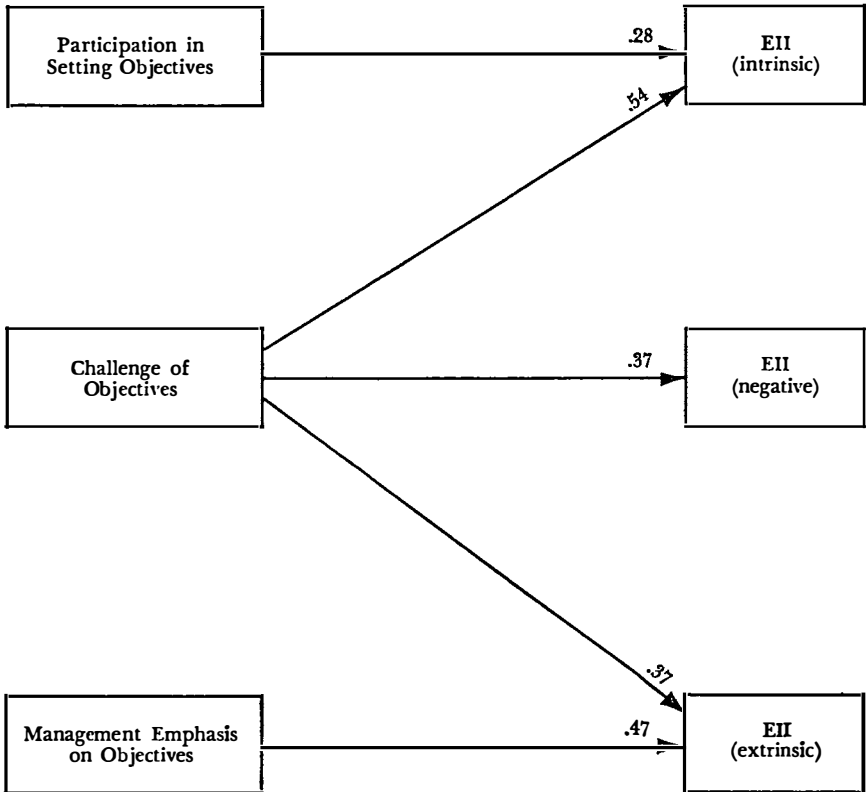 Participation in
Setting Objectives
.28
EII
(intrinsic)
.54
Challenge of
Objectives
.37
EII
(negative)
.37
Management Emphasis
on Objectives
.47
EII
(extrinsic)